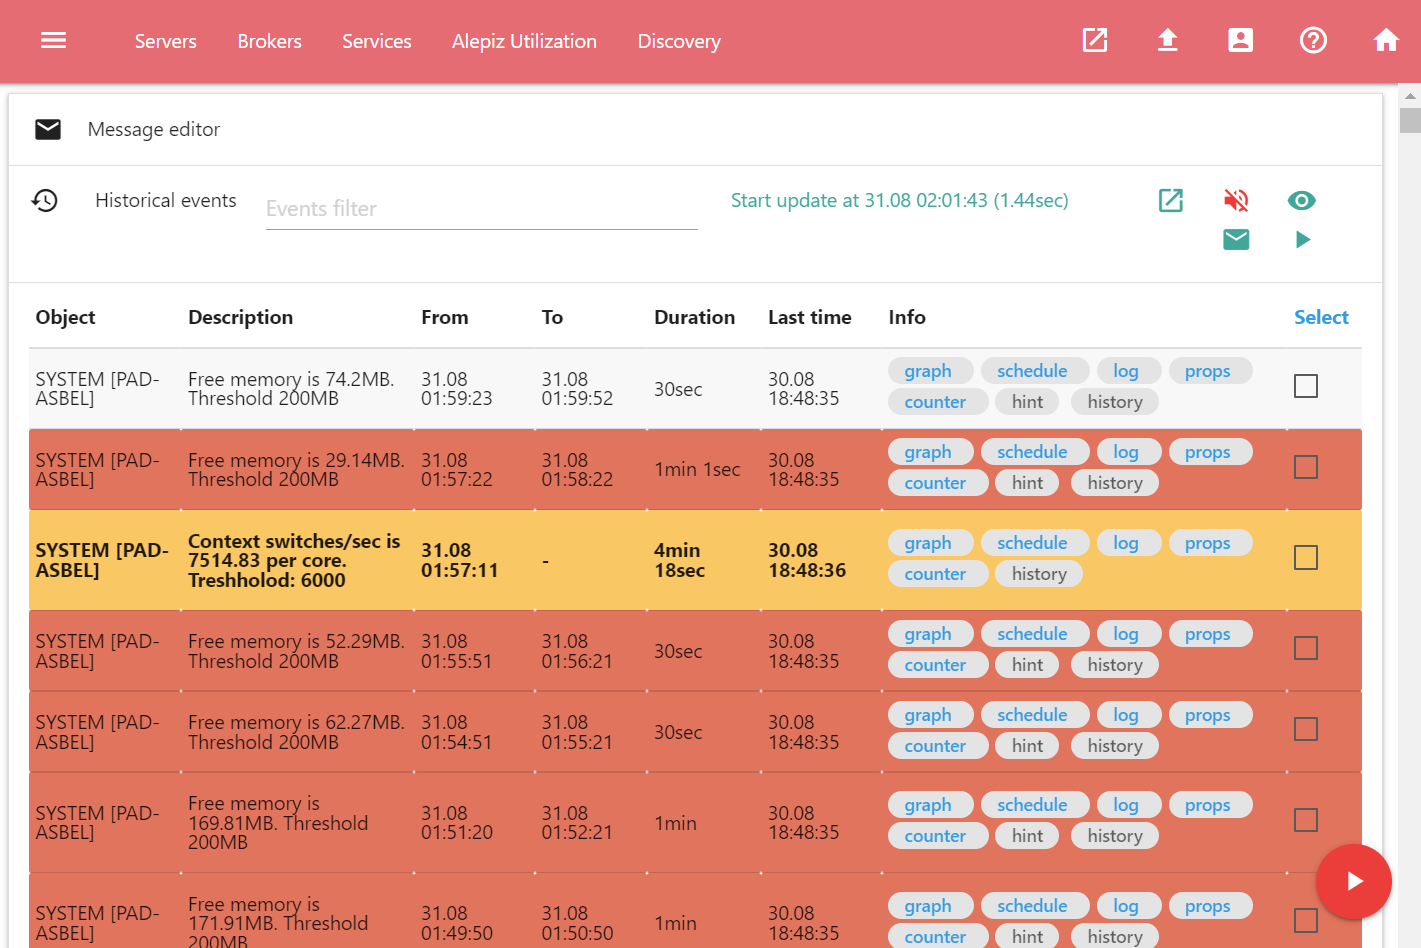 Servers Brokers Services Alepiz Utilization Discovery
Message editor
Historical events Events filter Start update at 31.08 02:01:43 (1.44sec)
Object Description From To Duration Last time Info Select
SYSTEM [PAD-
ASBEL]
Free memory is 74.2MB.
Threshold 200MB
31.08
01:59:23
31.08
01:59:52
30sec
30.08
18:48:35
graph schedule log props
counter hint history
SYSTEM [PAD-
ASBEL]
Free memory is 29.14MB.
Threshold 200MB
31.08
01:57:22
31.08
01:58:22
1min 1sec
30.08
18:48:35
graph schedule log props
counter hint history
SYSTEM [PAD-
ASBEL]
Context switches/sec is
7514.83 per core.
Treshholod: 6000
31.08
01:57:11
-
4min
18sec
30.08
18:48:36
graph schedule log props
counter history
SYSTEM [PAD-
ASBEL]
Free memory is 52.29MB.
Threshold 200MB
31.08
01:55:51
31.08
01:56:21
30sec
30.08
18:48:35
graph schedule log props
counter hint history
SYSTEM [PAD-
ASBEL]
Free memory is 62.27MB.
Threshold 200MB
31.08
01:54:51
31.08
01:55:21
30sec
30.08
18:48:35
graph schedule log props
counter hint history
SYSTEM [PAD-
ASBEL]
Free memory is
169.81MB. Threshold
200MB
31.08
01:51:20
31.08
01:52:21
1min
30.08
18:48:35
graph schedule log props
counter hint history
SYSTEM [PAD-
ASBEL]
Free memory is
171.91MB. Threshold
200MB
31.08
01:49:50
31.08
01:50:50
1min
30.08
18:48:35
graph schedule log props
counter hint history